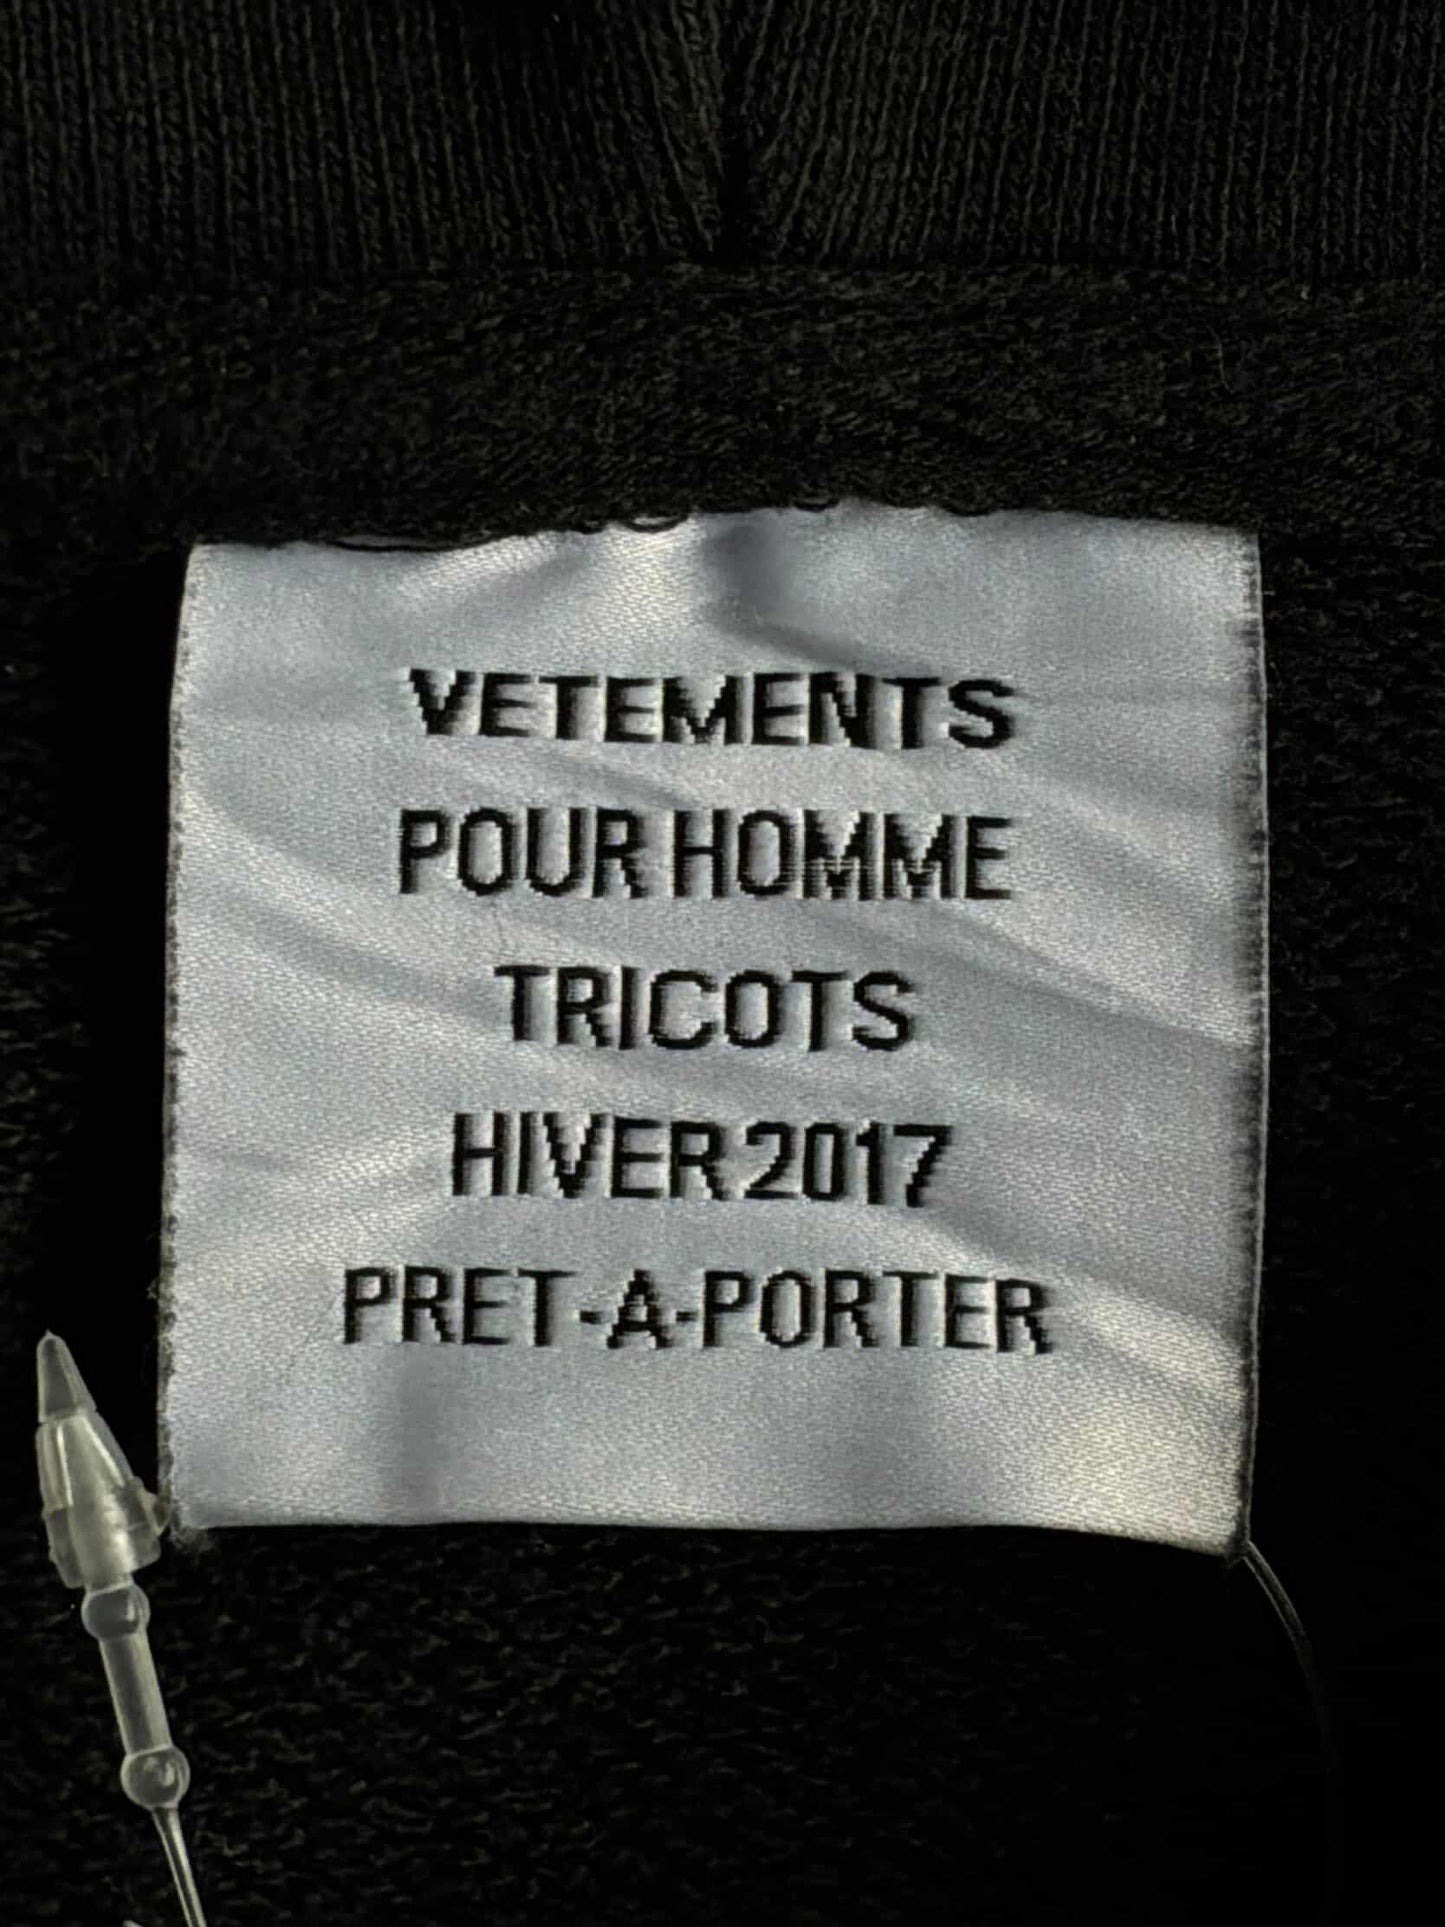 VETEMENTS
POUR HOMME
TRICOTS
HIVER 2017
PRET-A-PORTER